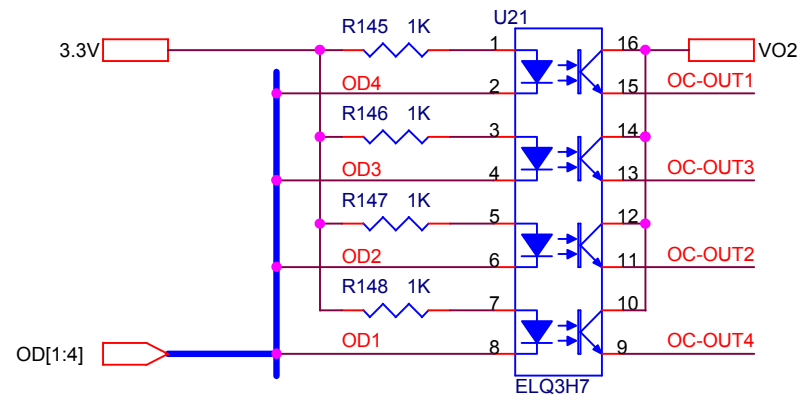 U21
R145 1K
3.3V
1
16
VO2
OD4
2
15
OC-OUT1
R146 1K
3
14
OD3
4
13
OC-OUT3
R147 1K
5
12
OD2
6
11
OC-OUT2
R148 1K
7
10
OD1
OD[1:4]
8
9
OC-OUT4
ELQ3H7